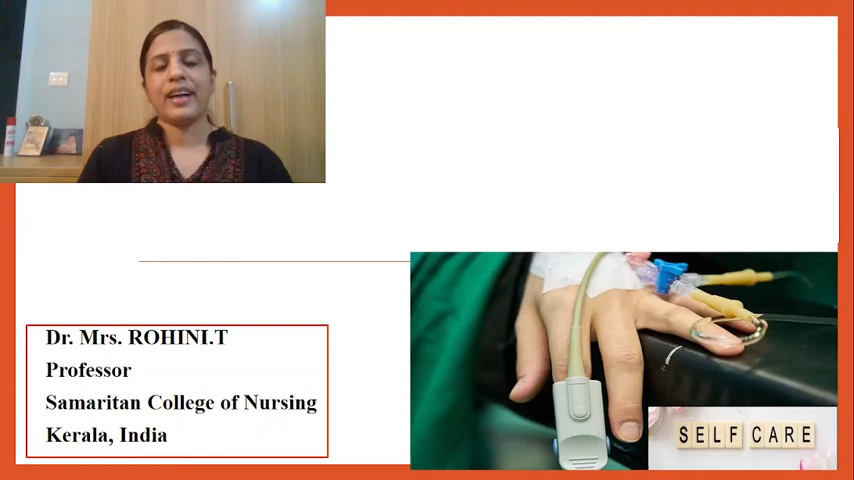 Dr. Mrs. ROHINI.T
Professor
Samaritan College of Nursing
Kerala, India
SELF CARE